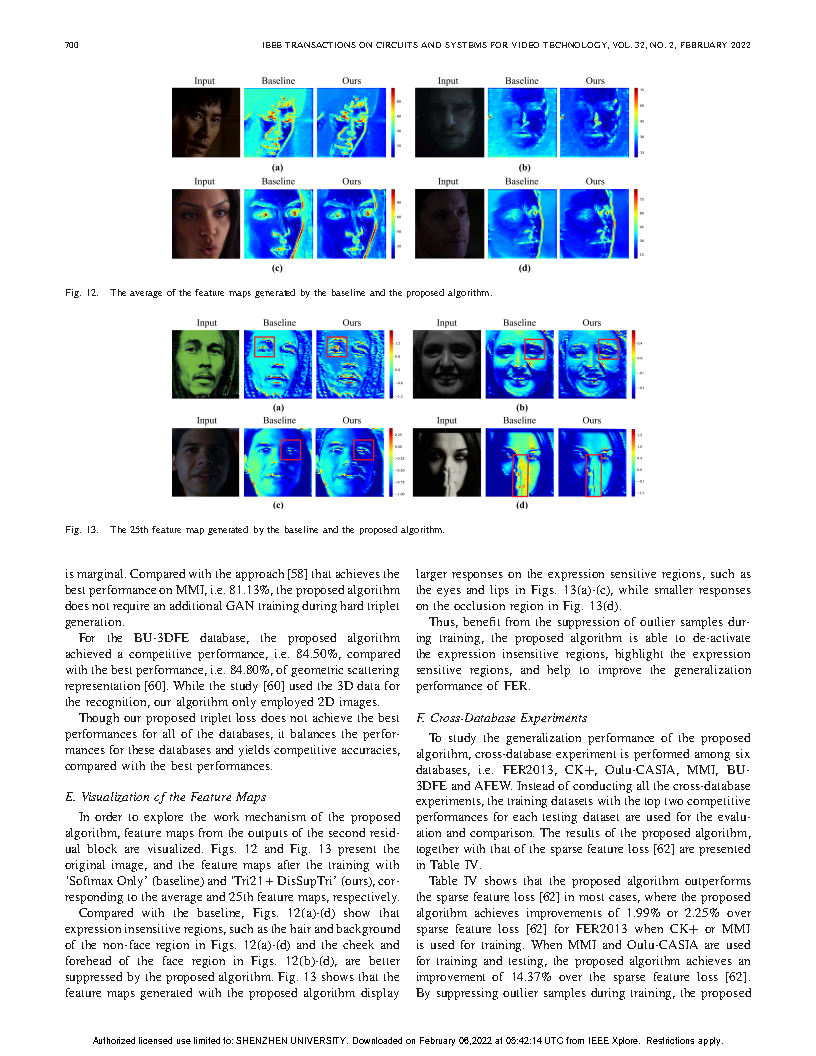 700
IEEE TRANSACTIONS ON CIRCUITS AND SYSTEMS FOR VIDEO TECHNOLOGY, VOL. 32, NO. 2, FEBRUARY 2022
Input Baseline Ours Input Baseline Ours
(a) (b)
Input Baseline Ours Input Baseline Ours
(c) (d)
Fig. 12. The average of the feature maps generated by the baseline and the proposed algorithm.
Input Baseline Ours Input Baseline Ours
(a) (b)
Input Baseline Ours Input Baseline Ours
(c) (d)
Fig. 13. The 25th feature map generated by the baseline and the proposed algorithm.
is marginal. Compared with the approach [58] that achieves the
best performance on MMI, i.e. 81.13%, the proposed algorithm
does not require an additional GAN training during hard triplet
generation.
For the BU-3DFE database, the proposed algorithm
achieved a competitive performance, i.e. 84.50%, compared
with the best performance, i.e. 84.80%, of geometric scattering
representation [60]. While the study [60] used the 3D data for
the recognition, our algorithm only employed 2D images.
Though our proposed triplet loss does not achieve the best
performances for all of the databases, it balances the perfor-
mances for these databases and yields competitive accuracies,
compared with the best performances.
E. Visualization of the Feature Maps
In order to explore the work mechanism of the proposed
algorithm, feature maps from the outputs of the second resid-
ual block are visualized. Figs. 12 and Fig. 13 present the
original image, and the feature maps after the training with
'Softmax Only' (baseline) and 'Tri21+DisSupTri' (ours), cor-
responding to the average and 25th feature maps, respectively.
Compared with the baseline, Figs. 12(a)-(d) show that
expression insensitive regions, such as the hair and background
of the non-face region in Figs. 12(a)-(d) and the cheek and
forehead of the face region in Figs. 12(b)-(d), are better
suppressed by the proposed algorithm. Fig. 13 shows that the
feature maps generated with the proposed algorithm display
larger responses on the expression sensitive regions, such as
the eyes and lips in Figs. 13(a)-(c), while smaller responses
on the occlusion region in Fig. 13(d).
Thus, benefit from the suppression of outlier samples dur-
ing training, the proposed algorithm is able to de-activate
the expression insensitive regions, highlight the expression
sensitive regions, and help to improve the generalization
performance of FER.
F. Cross-Database Experiments
To study the generalization performance of the proposed
algorithm, cross-database experiment is performed among six
databases, i.e. FER2013, CK+, Oulu-CASIA, MMI, BU-
3DFE and AFEW. Instead of conducting all the cross-database
experiments, the training datasets with the top two competitive
performances for each testing dataset are used for the evalu-
ation and comparison. The results of the proposed algorithm,
together with that of the sparse feature loss [62] are presented
in Table IV.
Table IV shows that the proposed algorithm outperforms
the sparse feature loss [62] in most cases, where the proposed
algorithm achieves improvements of 1.99% or 2.25% over
sparse feature loss [62] for FER2013 when CK+ or MMI
is used for training. When MMI and Oulu-CASIA are used
for training and testing, the proposed algorithm achieves an
improvement of 14.37% over the sparse feature loss [62].
By suppressing outlier samples during training, the proposed
Authorized licensed use limited to: SHENZHEN UNIVERSITY. Downloaded on February 08,2022 at 05:42:14 UTC from IEEE Xplore. Restrictions apply.